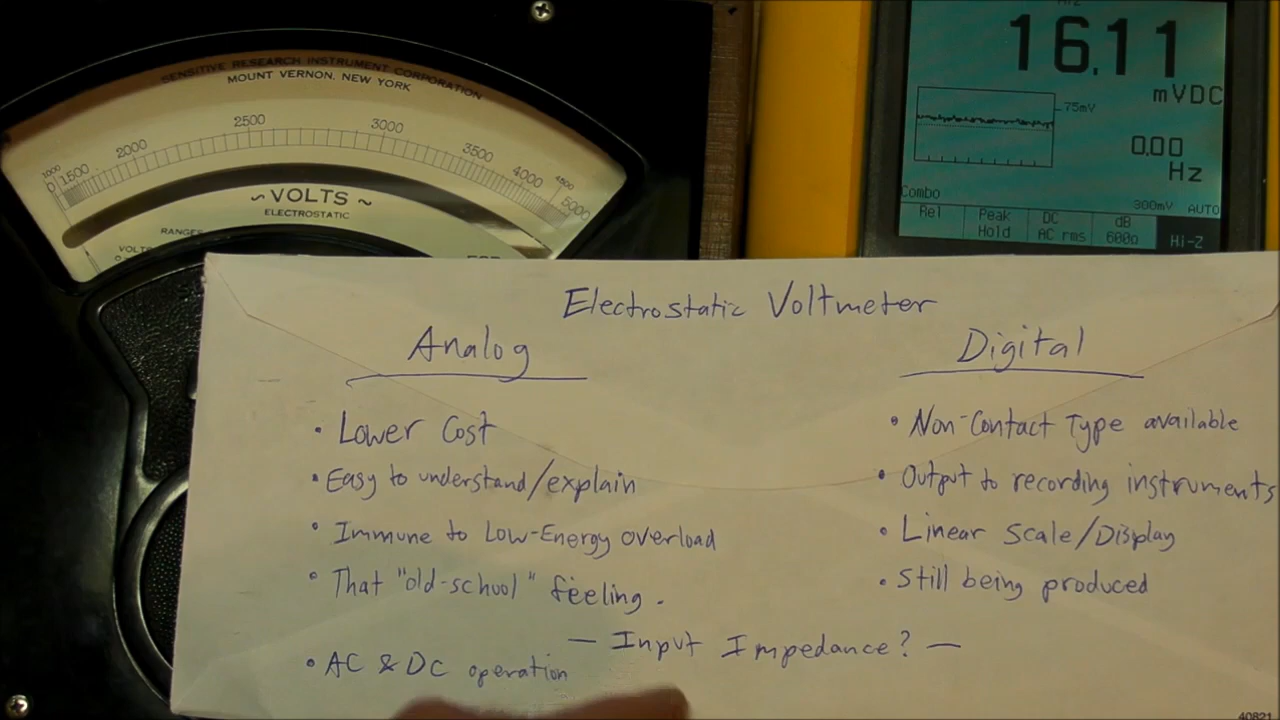 SENSITIVE RESEARCH INSTRUMENT CORPORATION
MOUNT VERNON, NEW YORK
0 1000 1500 2000 2500 3000 3500 4000 4500 5000
~ VOLTS ~
ELECTROSTATIC
RANGES
VOLTS
16.11
mVDC
75mV
0.00
Hz
Combo
300mV AUTO
Rel Peak Hold DC AC rms dB 600Ω Hi-Z
Electrostatic Voltmeter
Analog
• Lower Cost
• Easy to understand/explain
• Immune to Low-Energy overload
• That "old-school" feeling.
• AC & DC operation
Digital
• Non-Contact Type available
• Output to recording instruments
• Linear Scale/Display
• Still being produced
— Input Impedance? —
40821